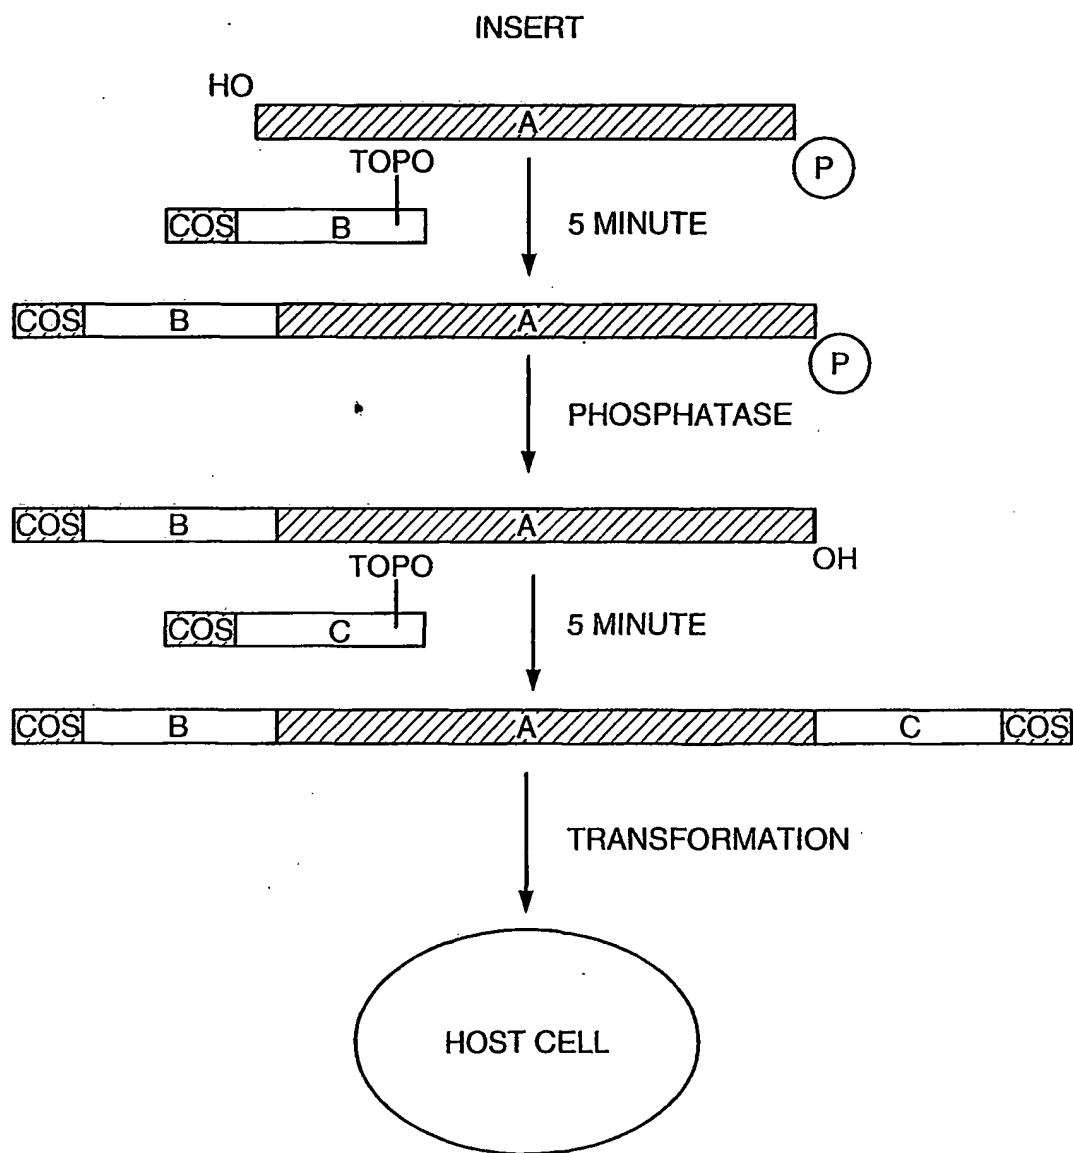 INSERT
HO
A
P
TOPO
COS B
5 MINUTE
COS B A
P
PHOSPHATASE
COS B A
OH
TOPO
COS C
5 MINUTE
COS B A C COS
TRANSFORMATION
HOST CELL